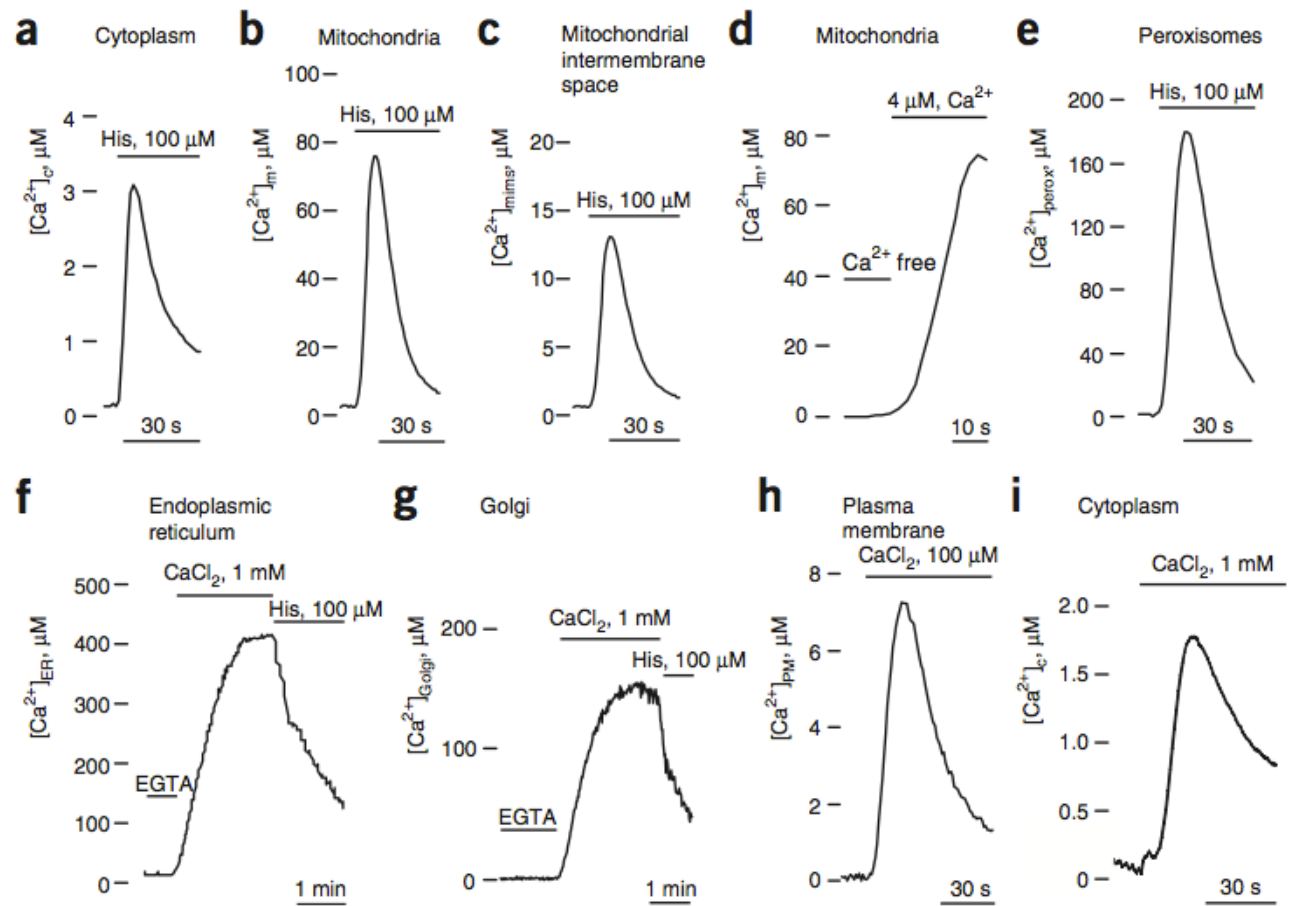 a Cytoplasm
[Ca²⁺]c, μM
4
3
2
1
0
His, 100 μM
30 s
b Mitochondria
[Ca²⁺]m, μM
100
80
60
40
20
0
His, 100 μM
30 s
c Mitochondrial
intermembrane
space
[Ca²⁺]mims, μM
20
15
10
5
0
His, 100 μM
30 s
d Mitochondria
[Ca²⁺]m, μM
80
60
40
20
0
4 μM, Ca²⁺
Ca²⁺ free
10 s
e Peroxisomes
[Ca²⁺]perox, μM
200
160
120
80
40
0
His, 100 μM
30 s
f Endoplasmic
reticulum
[Ca²⁺]ER, μM
500
400
300
200
100
0
CaCl₂, 1 mM
His, 100 μM
EGTA
1 min
g Golgi
[Ca²⁺]Golgi, μM
200
100
0
CaCl₂, 1 mM
His, 100 μM
EGTA
1 min
h Plasma
membrane
CaCl₂, 100 μM
[Ca²⁺]PM, μM
8
6
4
2
0
30 s
i Cytoplasm
CaCl₂, 1 mM
[Ca²⁺]c, μM
2.0
1.5
1.0
0.5
0
30 s